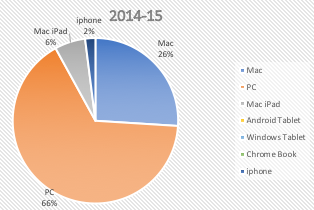 2014-15
iphone
2%
Mac iPad
6%
Mac
26%
PC
66%
Mac
PC
Mac iPad
Android Tablet
Windows Tablet
Chrome Book
iphone